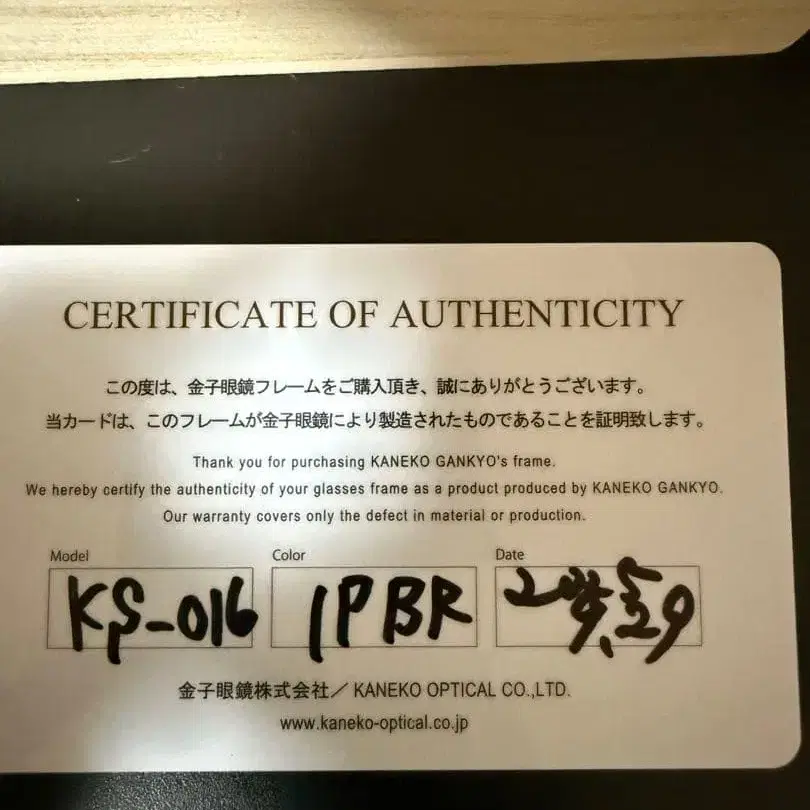 CERTIFICATE OF AUTHENTICITY
この度は、金子眼鏡フレームをご購入頂き、誠にありがとうございます。
当カードは、このフレームが金子眼鏡により製造されたものであることを証明致します。
Thank you for purchasing KANEKO GANKYO's frame.
We hereby certify the authenticity of your glasses frame as a product produced by KANEKO GANKYO.
Our warranty covers only the defect in material or production.
Model Color Date
KS-016 IPBR
金子眼鏡株式会社/ KANEKO OPTICAL CO.,LTD.
www.kaneko-optical.co.jp